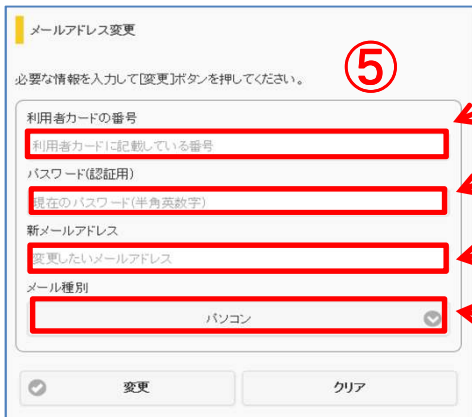 メールアドレス変更
⑤
必要な情報を入力して[変更]ボタンを押してください。
利用者カードの番号
利用者カードに記載している番号
パスワード(認証用)
現在のパスワード(半角英数字)
新メールアドレス
変更したいメールアドレス
メール種別
パソコン
変更 クリア